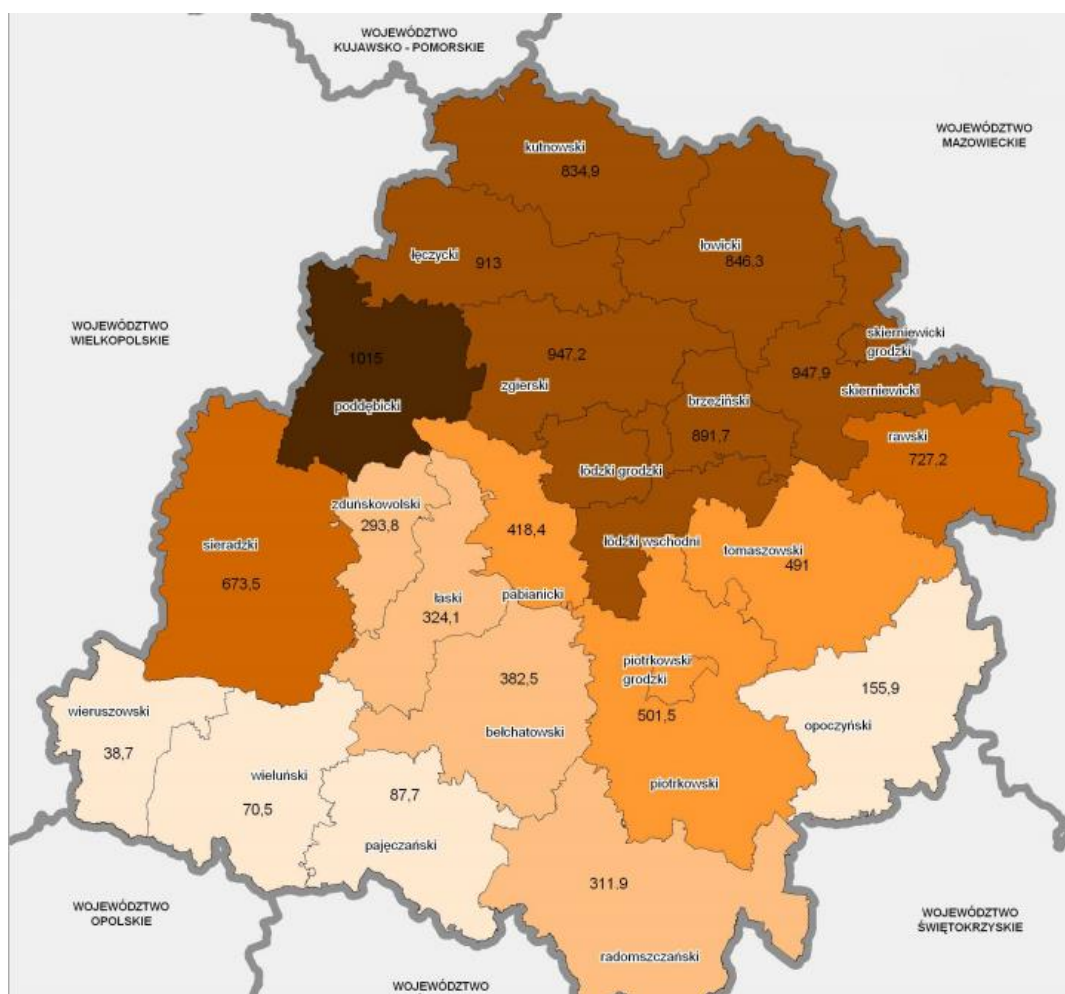 WOJEWÓDZTWO
KUJAWSKO - POMORSKIE
WOJEWÓDZTWO
MAZOWIECKIE
kutnowski
834,9
łęczycki
913
łowicki
846,3
WOJEWÓDZTWO
WIELKOPOLSKIE
1015
poddębicki
947,2
zgierski
skierniewicki
grodzki
947,9
skierniewicki
brzeziński
891,7
rawski
727,2
łódzki grodzki
zduńskowolski
293,8
418,4
pabianicki
łódzki wschodni
tomaszowski
491
sieradzki
673,5
łaski
324,1
piotrkowski
grodzki
501,5
382,5
bełchatowski
155,9
opoczyński
wieruszowski
38,7
wieluński
70,5
87,7
pajęczański
piotrkowski
311.9
radomszczański
WOJEWÓDZTWO
OPOLSKIE
WOJEWÓDZTWO
ŚWIĘTOKRZYSKIE
WOJEWÓDZTWO